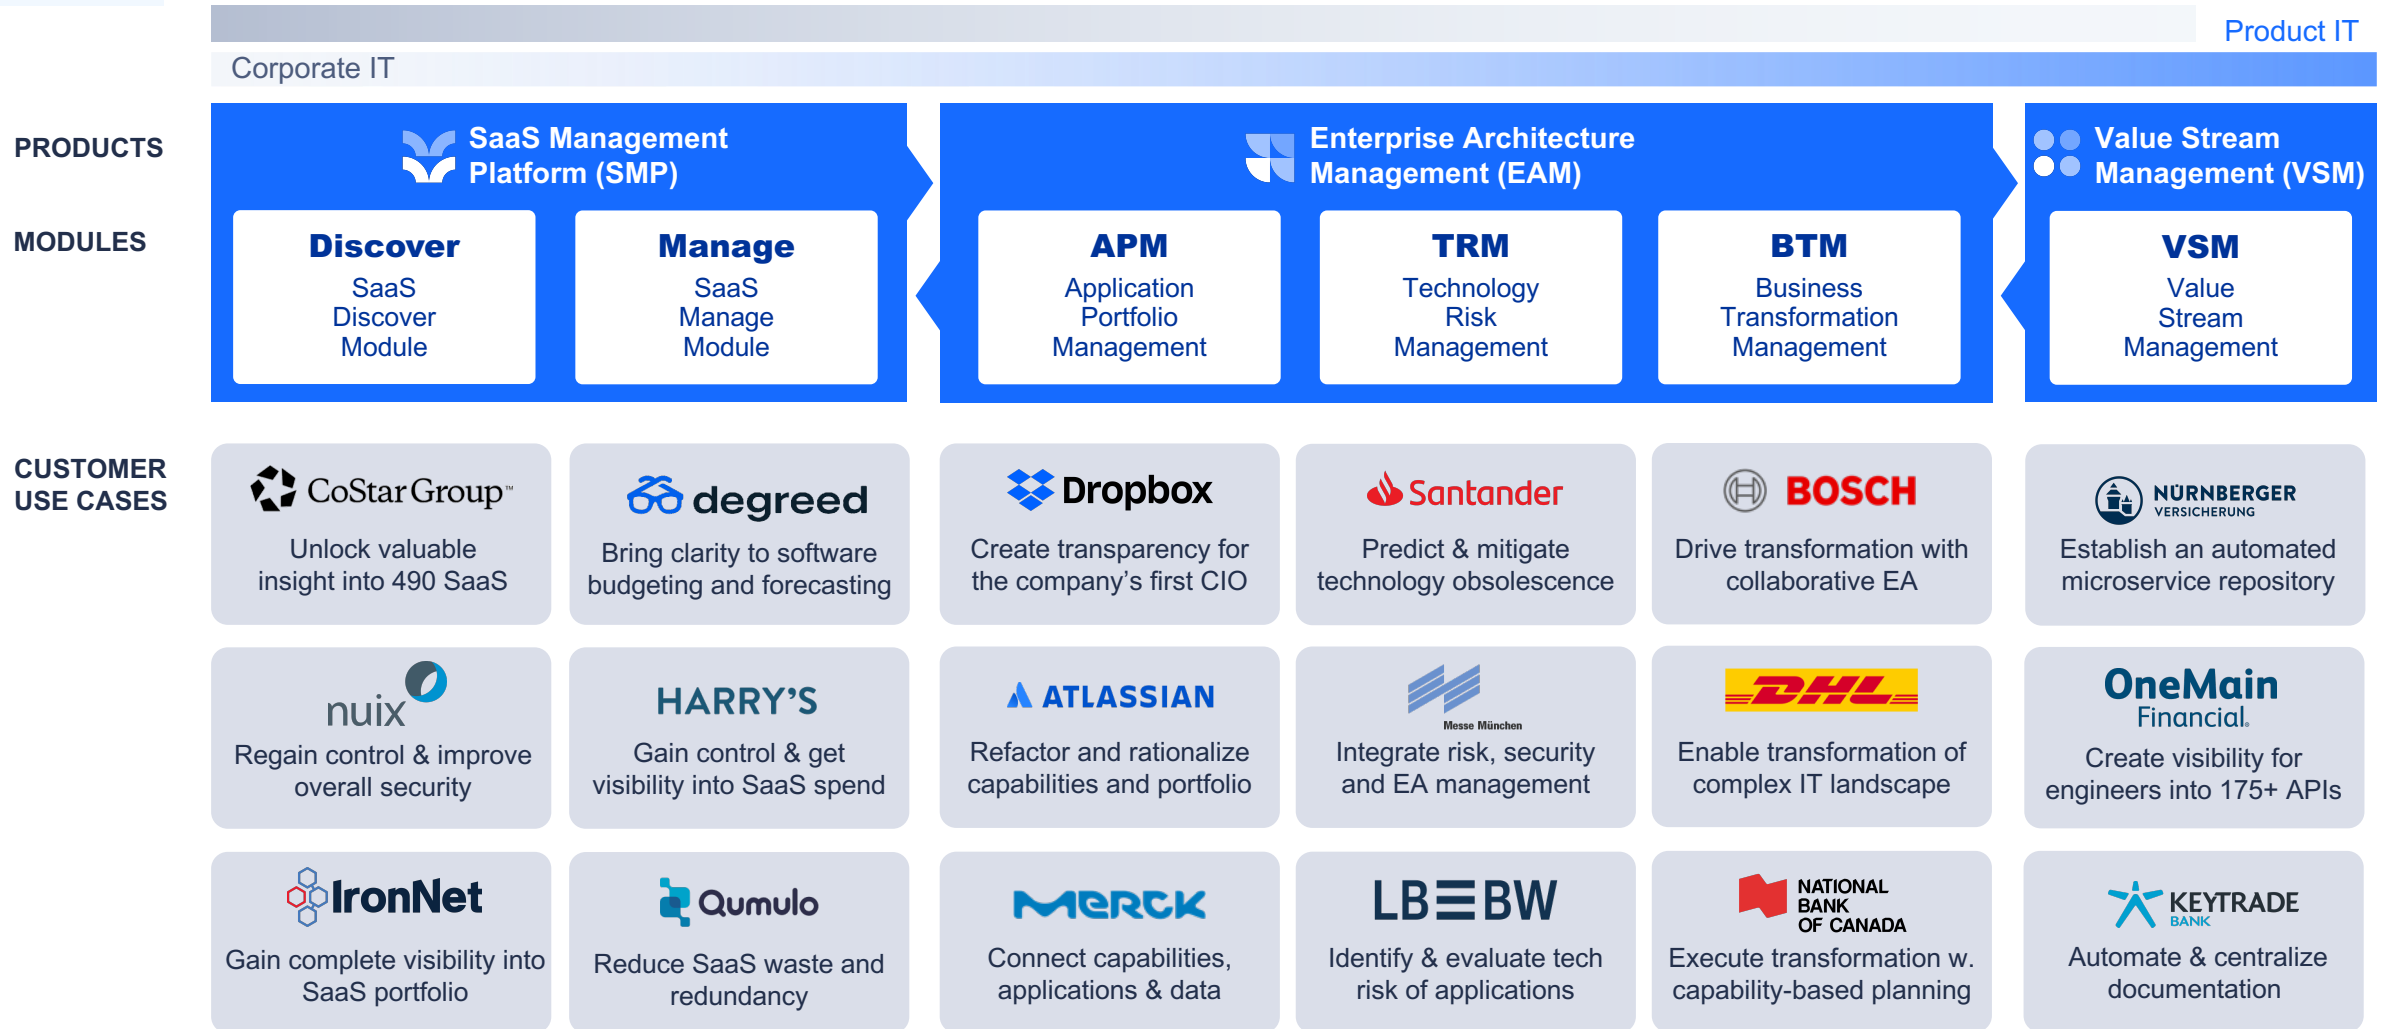 Product IT
Corporate IT
PRODUCTS
SaaS Management
Platform (SMP)
Enterprise Architecture
Management (EAM)
Value Stream
Management (VSM)
MODULES
Discover
SaaS
Discover
Module
Manage
SaaS
Manage
Module
APM
Application
Portfolio
Management
TRM
Technology
Risk
Management
BTM
Business
Transformation
Management
VSM
Value
Stream
Management
CUSTOMER
USE CASES
CoStar Group™
Unlock valuable
insight into 490 SaaS
degreed
Bring clarity to software
budgeting and forecasting
Dropbox
Create transparency for
the company's first CIO
Santander
Predict & mitigate
technology obsolescence
BOSCH
Drive transformation with
collaborative EA
NÜRNBERGER
VERSICHERUNG
Establish an automated
microservice repository
nuix
Regain control & improve
overall security
HARRY'S
Gain control & get
visibility into SaaS spend
ATLASSIAN
Refactor and rationalize
capabilities and portfolio
Messe München
Integrate risk, security
and EA management
DHL
Enable transformation of
complex IT landscape
OneMain
Financial.
Create visibility for
engineers into 175+ APIs
IronNet
Gain complete visibility into
SaaS portfolio
Qumulo
Reduce SaaS waste and
redundancy
MERCK
Connect capabilities,
applications & data
LBBW
Identify & evaluate tech
risk of applications
NATIONAL
BANK
OF CANADA
Execute transformation w.
capability-based planning
KEYTRADE
BANK
Automate & centralize
documentation